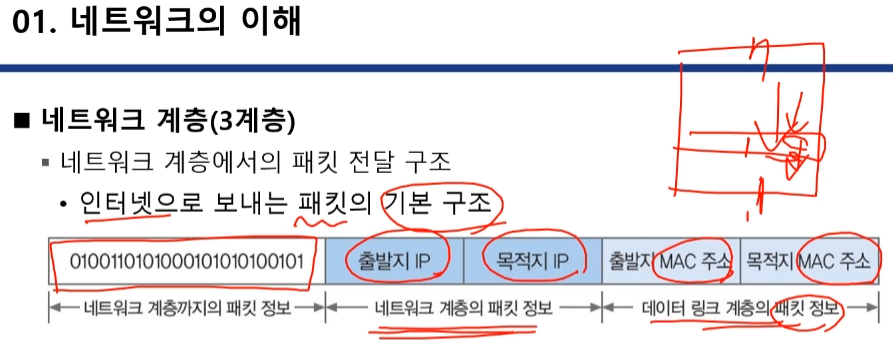 01. 네트워크의 이해
■ 네트워크 계층(3계층)
▪ 네트워크 계층에서의 패킷 전달 구조
• 인터넷으로 보내는 패킷의 기본 구조
01001101010001010101001​01 출발지 IP 목적지 IP 출발지 MAC 주소 목적지 MAC 주소
네트워크 계층까지의 패킷 정보 네트워크 계층의 패킷 정보 데이터 링크 계층의 패킷 정보